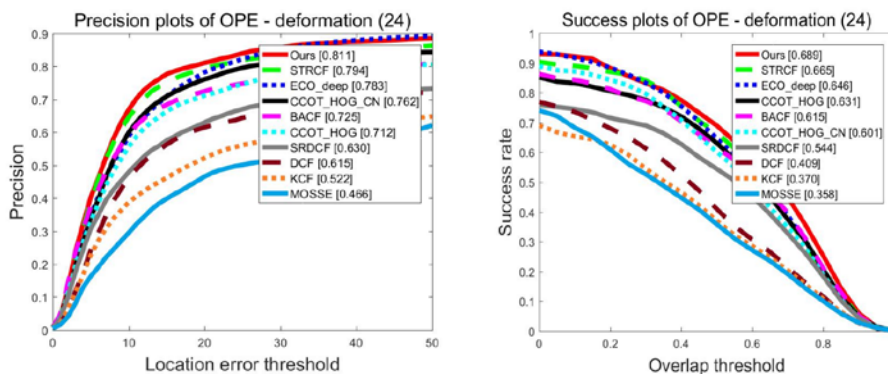 Precision plots of OPE - deformation (24)
Precision
0.9
0.8
0.7
0.6
0.5
0.4
0.3
0.2
0.1
0
Ours [0.811]
STRCF [0.794]
ECO_deep [0.783]
CCOT_HOG_CN [0.762]
BACF [0.725]
CCOT_HOG [0.712]
SRDCF [0.630]
DCF [0.615]
KCF [0.522]
MOSSE [0.466]
0 10 20 30 40 50
Location error threshold
Success plots of OPE - deformation (24)
Success rate
1
0.9
0.8
0.7
0.6
0.5
0.4
0.3
0.2
0.1
0
Ours [0.689]
STRCF [0.665]
ECO_deep [0.646]
CCOT_HOG [0.631]
BACF [0.615]
CCOT_HOG_CN [0.601]
SRDCF [0.544]
DCF [0.409]
KCF [0.370]
MOSSE [0.358]
0 0.2 0.4 0.6 0.8
Overlap threshold